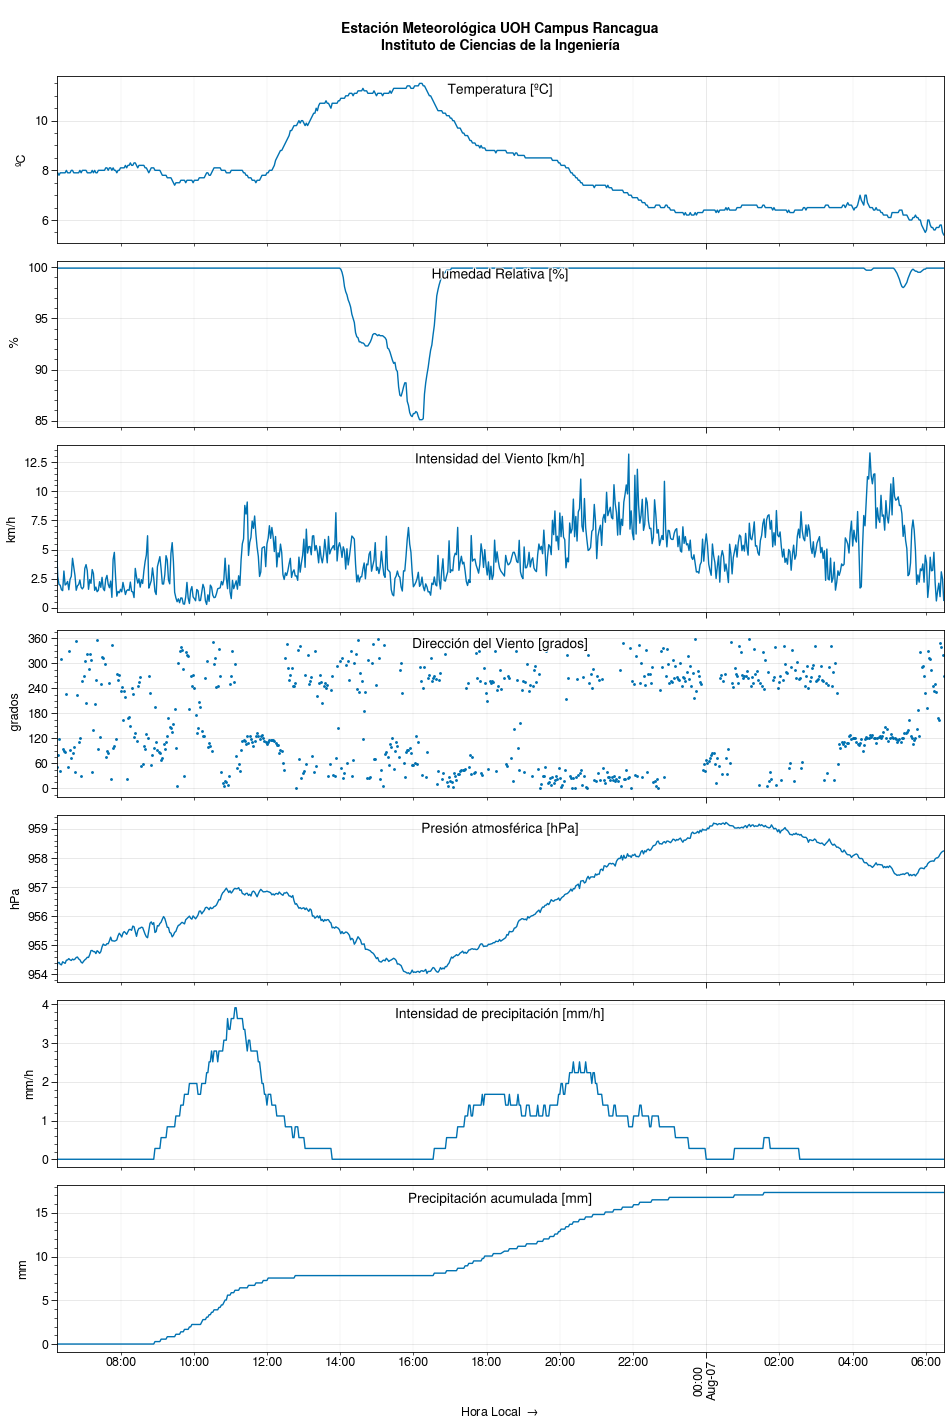 Estación Meteorológica UOH Campus Rancagua
Instituto de Ciencias de la Ingeniería
Temperatura [ºC]
ºC
10
8
6
Humedad Relativa [%]
%
100
95
90
85
Intensidad del Viento [km/h]
km/h
12.5
10
7.5
5
2.5
0
Dirección del Viento [grados]
grados
360
300
240
180
120
60
0
Presión atmosférica [hPa]
hPa
959
958
957
956
955
954
Intensidad de precipitación [mm/h]
mm/h
4
3
2
1
0
Precipitación acumulada [mm]
mm
15
10
5
0
08:00 10:00 12:00 14:00 16:00 18:00 20:00 22:00 00:00 02:00 04:00 06:00
Aug-07
Hora Local →